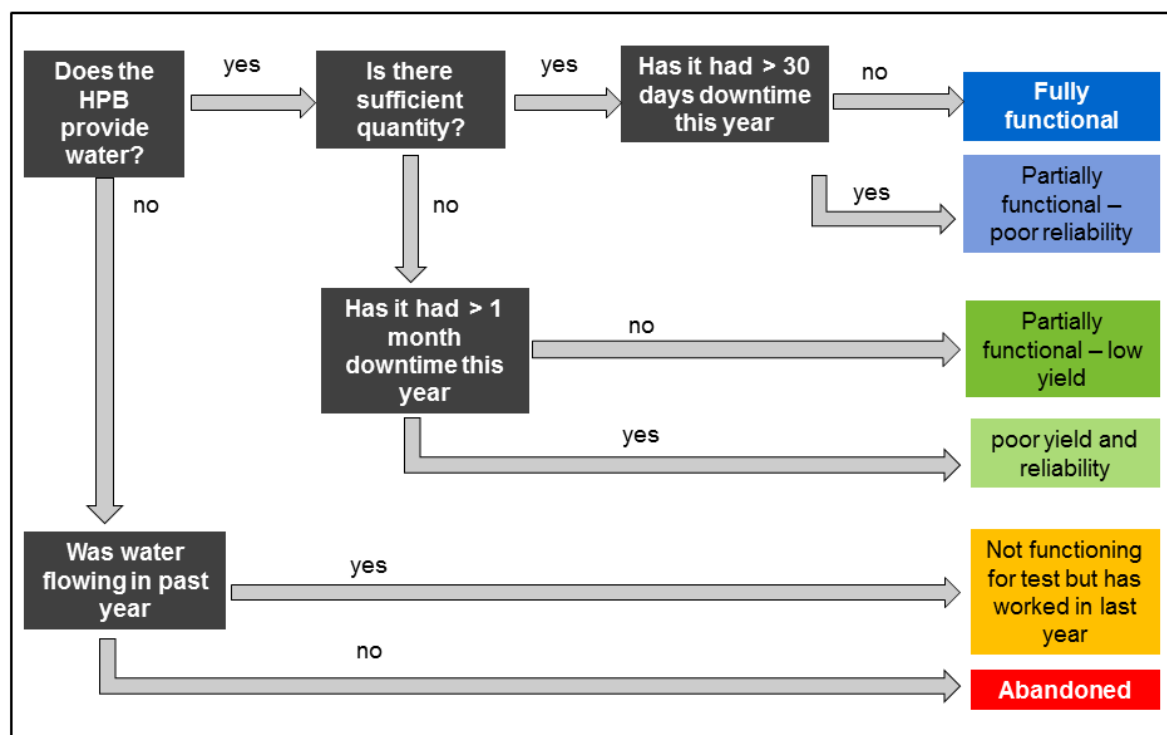 Does the
HPB
provide
water?
yes
Is there
sufficient
quantity?
yes
Has it had > 30
days downtime
this year
no
Fully
functional
yes
Partially
functional –
poor reliability
no
no
Has it had > 1
month
downtime this
year
no
Partially
functional – low
yield
yes
poor yield and
reliability
Was water
flowing in past
year
yes
Not functioning
for test but has
worked in last
year
no
Abandoned